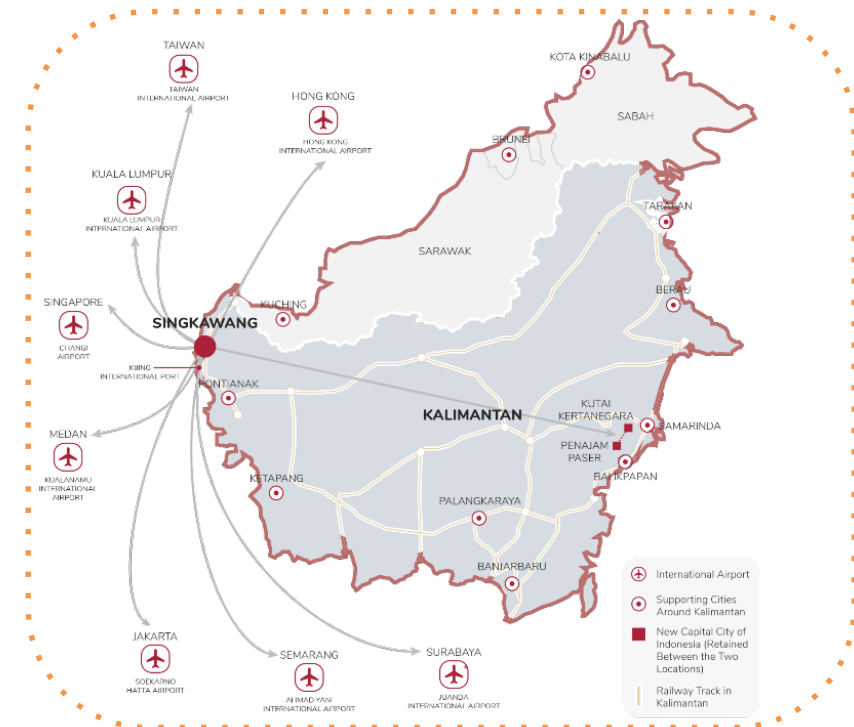 TAIWAN
TAIWAN
INTERNATIONAL AIRPORT
HONG KONG
HONG KONG
INTERNATIONAL AIRPORT
KOTA KINABALU
SABAH
BRUNEI
KUALA LUMPUR
KUALA LUMPUR
INTERNATIONAL AIRPORT
TARAKAN
SARAWAK
BERAU
SINGAPORE
CHANGI
AIRPORT
KUCHING
SINGKAWANG
KIJING
INTERNATIONAL PORT
PONTIANAK
KALIMANTAN
KUTAI
KERTANEGARA
SAMARINDA
PENAJAM
PASER
BALIKPAPAN
MEDAN
KUALANAMU
INTERNATIONAL
AIRPORT
KETAPANG
PALANGKARAYA
BANJARBARU
JAKARTA
SOEKARNO
HATTA AIRPORT
SEMARANG
AHMAD YANI
INTERNATIONAL AIRPORT
SURABAYA
JUANDA
INTERNATIONAL AIRPORT
International Airport
Supporting Cities
Around Kalimantan
New Capital City of
Indonesia (Retained
Between the Two
Locations)
Railway Track in
Kalimantan